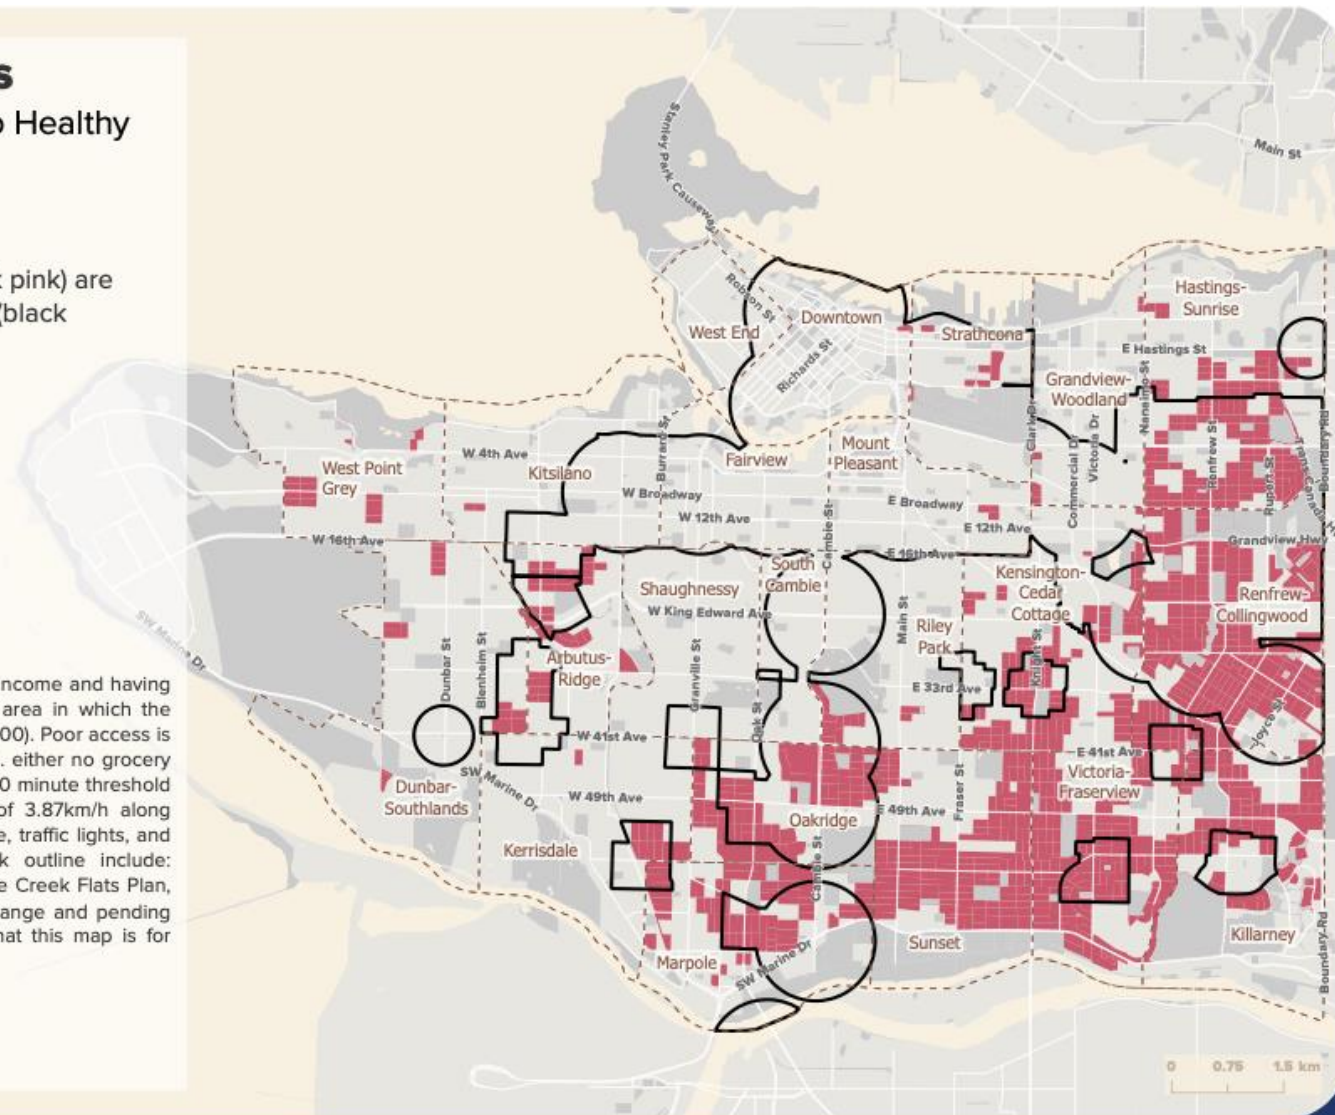 s
o Healthy
pink) are
(black
ncome and having
area in which the
00). Poor access is
. either no grocery
0 minute threshold
of 3.87km/h along
e, traffic lights, and
k outline include:
e Creek Flats Plan,
ange and pending
hat this map is for
Stanley Park Causeway
Main St
Robson St
West End
Downtown
Richards St
Strathcona
Hastings-
Sunrise
E Hastings St
Grandview-
Woodland
Nanaimo St
Clark Dr
Commercial Dr
Victoria Dr
Renfrew St
Rupert St
Boundary Rd
West Point
Grey
W 4th Ave
Kitsilano
Burrard St
Fairview
Mount
Pleasant
W Broadway
E Broadway
W 12th Ave
E 12th Ave
Cambie St
W 16th Ave
E 16th Ave
Grandview Hwy
Shaughnessy
South
Cambie
Kensington-
Cedar
Cottage
Renfrew-
Collingwood
W King Edward Ave
Main St
Riley
Park
Knight St
SW Marine Dr
Dunbar St
Blenheim St
Arbutus-
Ridge
Granville St
Oak St
E 33rd Ave
Joyce St
W 41st Ave
E 41st Ave
Dunbar-
Southlands
SW Marine Dr
W 49th Ave
Oakridge
E 49th Ave
Fraser St
Victoria-
Fraserview
Kerrisdale
Cambie St
Marpole
SW Marine Dr
Sunset
Killarney
Boundary Rd
0 0.75 1.5 km